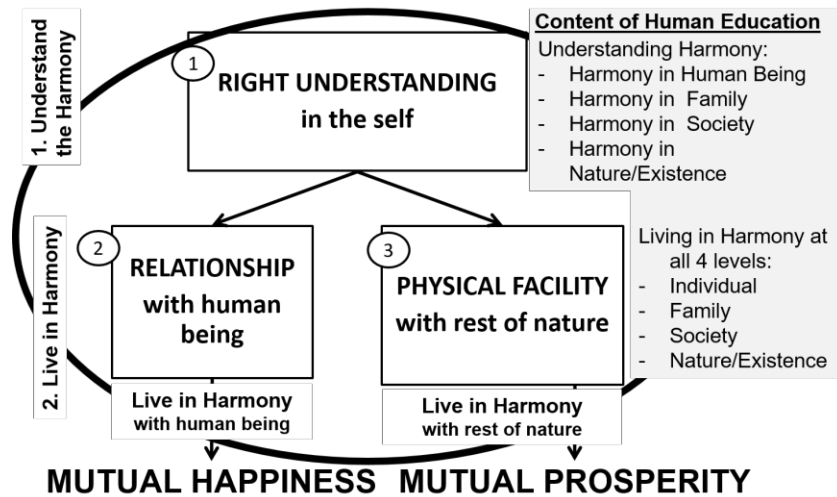 Content of Human Education
Understanding Harmony:
- Harmony in Human Being
- Harmony in Family
- Harmony in Society
- Harmony in
Nature/Existence
1
RIGHT UNDERSTANDING
in the self
1. Understand
the Harmony
2
RELATIONSHIP
with human
being
3
PHYSICAL FACILITY
with rest of nature
Living in Harmony at
all 4 levels:
- Individual
- Family
- Society
- Nature/Existence
2. Live in Harmony
Live in Harmony
with human being
Live in Harmony
with rest of nature
MUTUAL HAPPINESS MUTUAL PROSPERITY